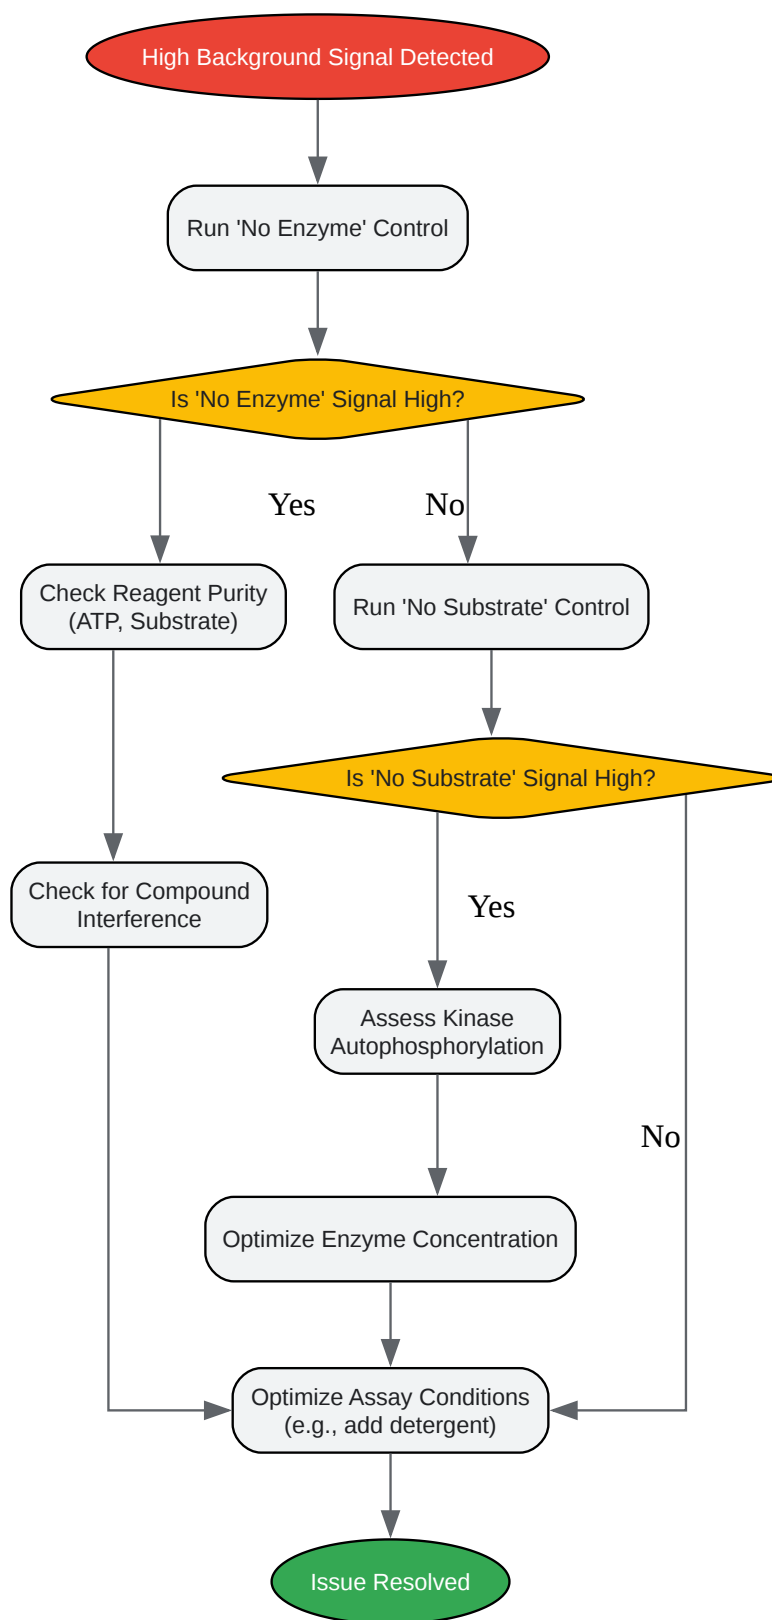 High Background Signal Detected
Run 'No Enzyme' Control
Is 'No Enzyme' Signal High?
Yes
No
Check Reagent Purity
(ATP, Substrate)
Run 'No Substrate' Control
Is 'No Substrate' Signal High?
Check for Compound
Interference
Yes
Assess Kinase
Autophosphorylation
No
Optimize Enzyme Concentration
Optimize Assay Conditions
(e.g., add detergent)
Issue Resolved